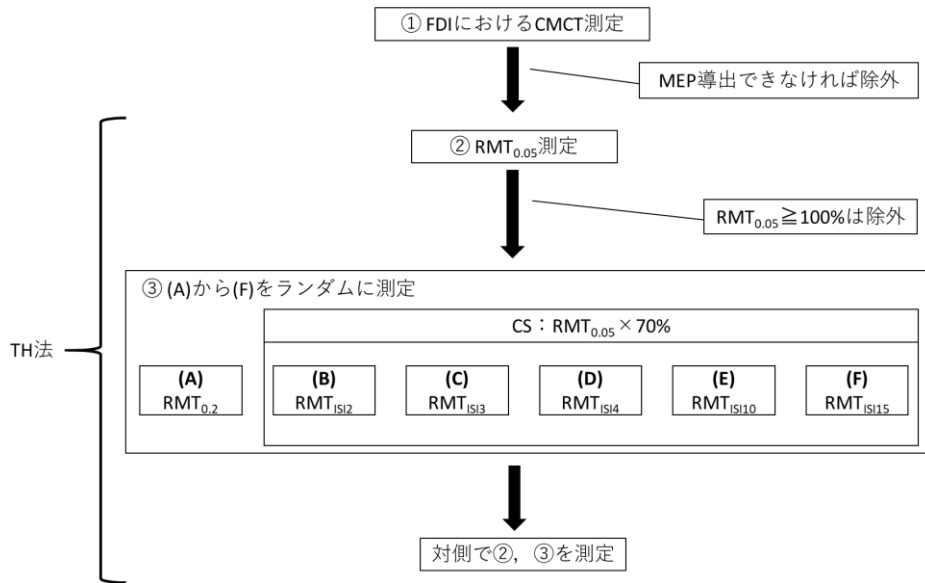 ① FDIにおけるCMCT測定
MEP導出できなければ除外
② RMT0.05測定
RMT0.05≧100%は除外
③ (A)から(F)をランダムに測定
CS：RMT0.05×70%
TH法
(A)
RMT0.2
(B)
RMTISI2
(C)
RMTISI3
(D)
RMTISI4
(E)
RMTISI10
(F)
RMTISI15
対側で②，③を測定